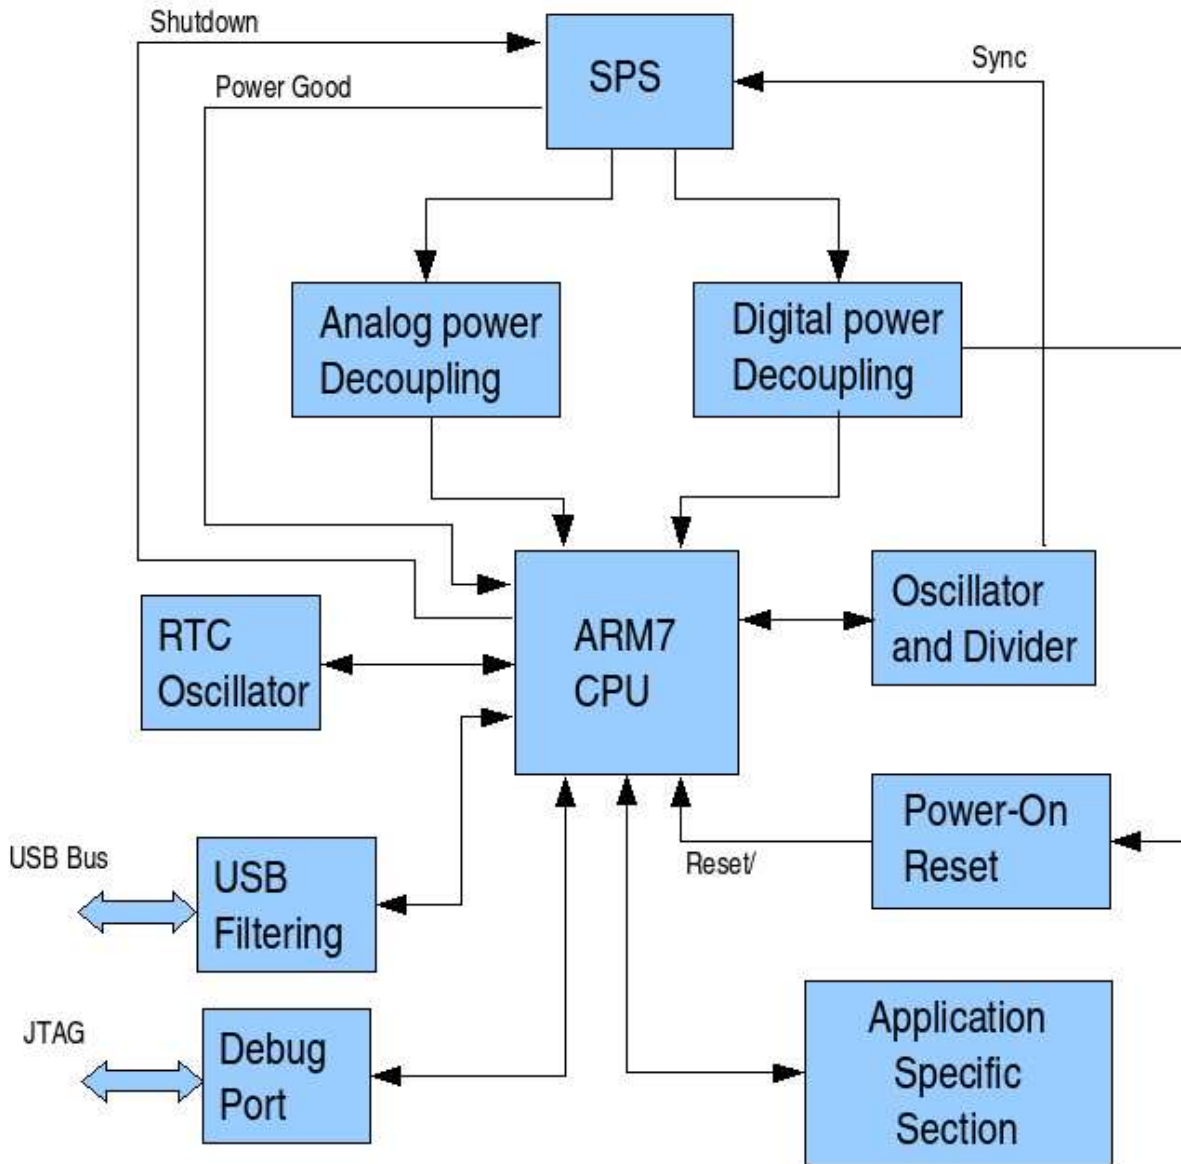 Shutdown
SPS
Sync
Power Good
Analog power
Decoupling
Digital power
Decoupling
RTC
Oscillator
ARM7
CPU
Oscillator
and Divider
USB Bus
USB
Filtering
Reset/
Power-On
Reset
JTAG
Debug
Port
Application
Specific
Section